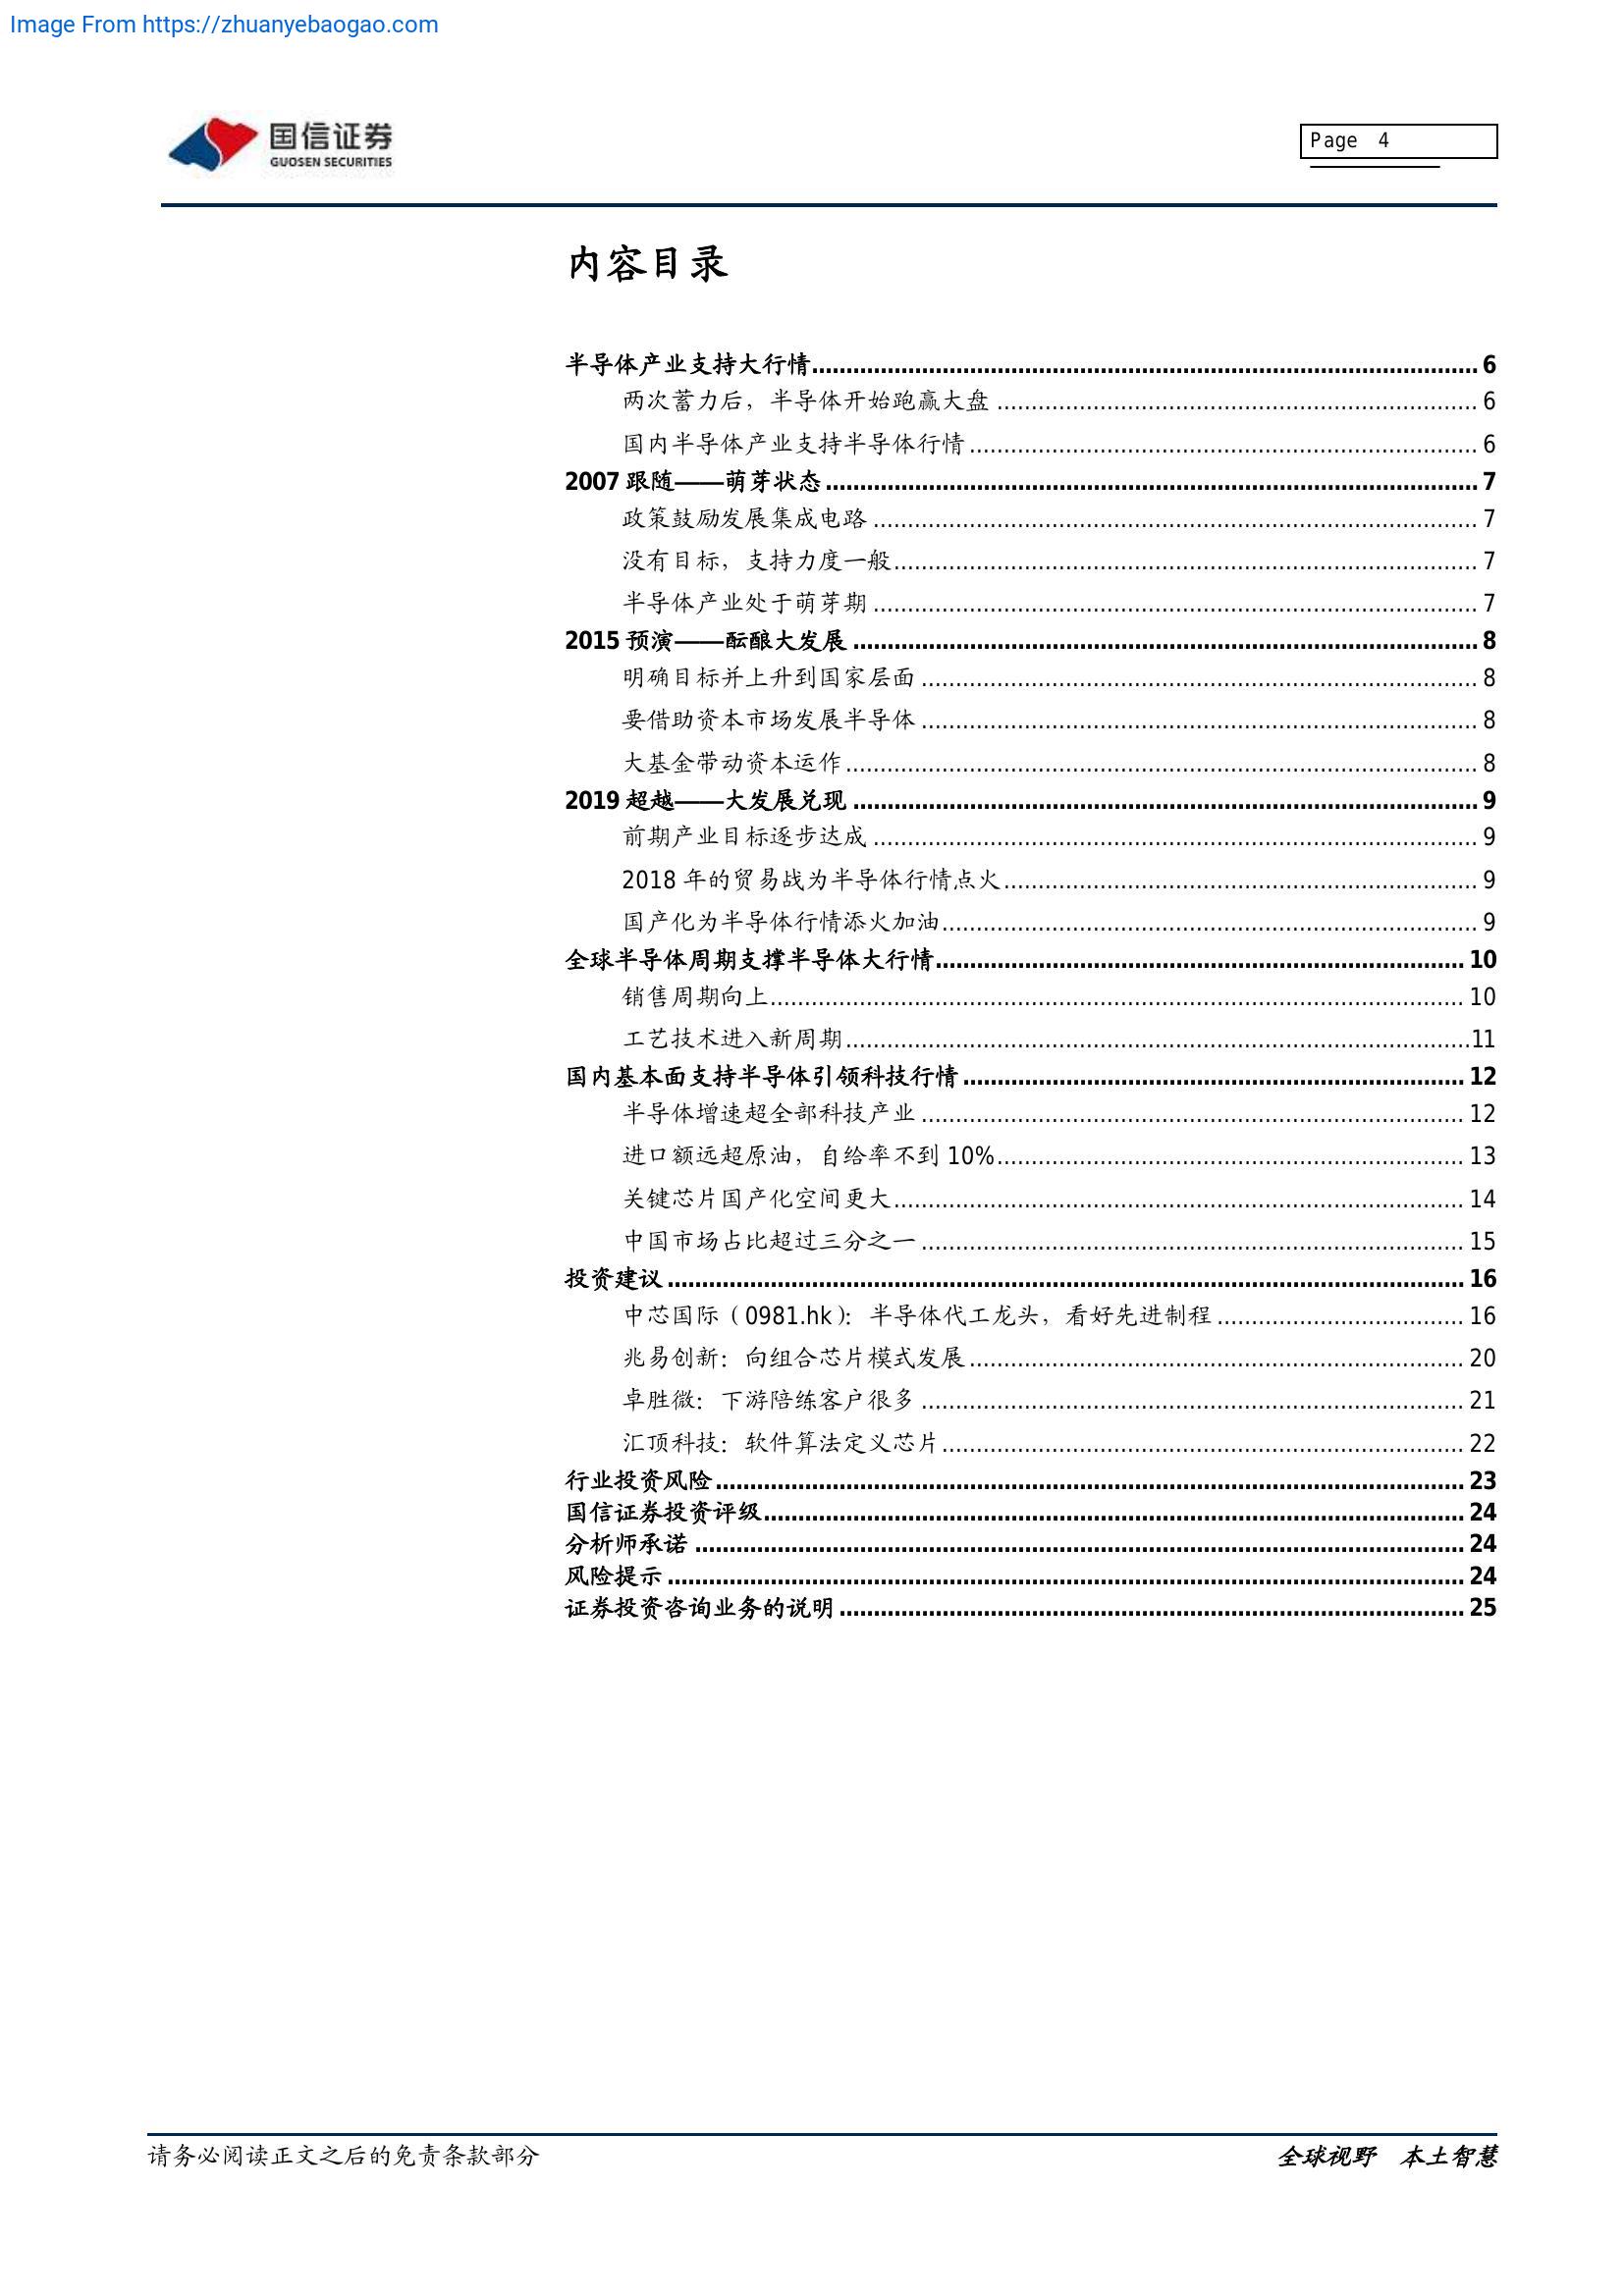 Image From https://zhuanyebaogao.com
国信证券
GUOSEN SECURITIES
Page 4
内容目录
半导体产业支持大行情 6
两次蓄力后，半导体开始跑赢大盘 6
国内半导体产业支持半导体行情 6
2007 跟随——萌芽状态 7
政策鼓励发展集成电路 7
没有目标，支持力度一般 7
半导体产业处于萌芽期 7
2015 预演——酝酿大发展 8
明确目标并上升到国家层面 8
要借助资本市场发展半导体 8
大基金带动资本运作 8
2019 超越——大发展兑现 9
前期产业目标逐步达成 9
2018 年的贸易战为半导体行情点火 9
国产化为半导体行情添火加油 9
全球半导体周期支撑半导体大行情 10
销售周期向上 10
工艺技术进入新周期 11
国内基本面支持半导体引领科技行情 12
半导体增速超全部科技产业 12
进口额远超原油，自给率不到 10% 13
关键芯片国产化空间更大 14
中国市场占比超过三分之一 15
投资建议 16
中芯国际（0981.hk）：半导体代工龙头，看好先进制程 16
兆易创新：向组合芯片模式发展 20
卓胜微：下游陪练客户很多 21
汇顶科技：软件算法定义芯片 22
行业投资风险 23
国信证券投资评级 24
分析师承诺 24
风险提示 24
证券投资咨询业务的说明 25
请务必阅读正文之后的免责条款部分
全球视野 本土智慧